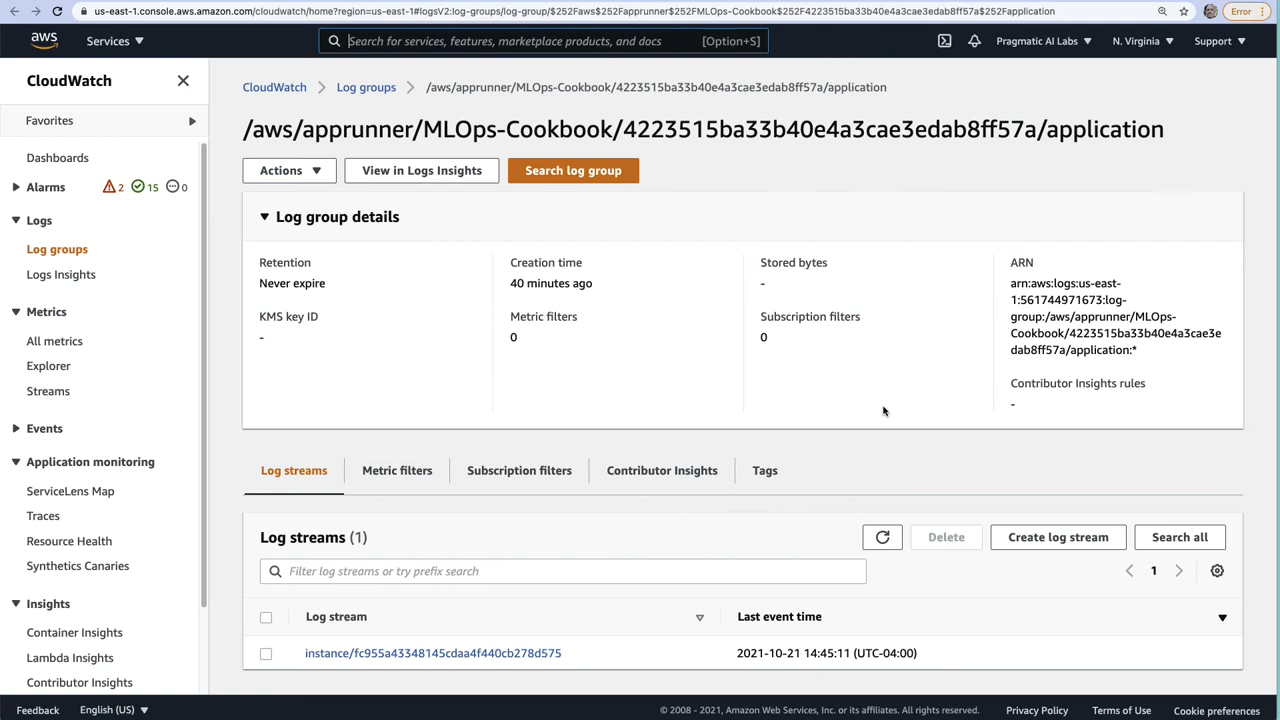 us-east-1.console.aws.amazon.com/cloudwatch/home?region=us-east-1#logsV2:log-groups/log-group/$252Faws$252Fapprunner$252FMLOps-Cookbook$252F4223515ba33b40e4a3cae3edab8ff57a$252Fapplication
Error
aws
Services
Search for services, features, marketplace products, and docs
[Option+S]
Pragmatic AI Labs
N. Virginia
Support
CloudWatch
Favorites
Dashboards
Alarms 2 15 0
Logs
Log groups
Logs Insights
Metrics
All metrics
Explorer
Streams
Events
Application monitoring
ServiceLens Map
Traces
Resource Health
Synthetics Canaries
Insights
Container Insights
Lambda Insights
Contributor Insights
CloudWatch
Log groups
/aws/apprunner/MLOps-Cookbook/4223515ba33b40e4a3cae3edab8ff57a/application
/aws/apprunner/MLOps-Cookbook/4223515ba33b40e4a3cae3edab8ff57a/application
Actions
View in Logs Insights
Search log group
Log group details
Retention
Never expire
KMS key ID
-
Creation time
40 minutes ago
Metric filters
0
Stored bytes
-
Subscription filters
0
ARN
arn:aws:logs:us-east-
1:561744971673:log-
group:/aws/apprunner/MLOps-
Cookbook/4223515ba33b40e4a3cae3e
dab8ff57a/application:*
Contributor Insights rules
-
Log streams
Metric filters
Subscription filters
Contributor Insights
Tags
Log streams (1)
Delete
Create log stream
Search all
Filter log streams or try prefix search
1
Log stream
Last event time
instance/fc955a43348145cdaa4f440cb278d575
2021-10-21 14:45:11 (UTC-04:00)
Feedback
English (US)
© 2008 - 2021, Amazon Web Services, Inc. or its affiliates. All rights reserved.
Privacy Policy
Terms of Use
Cookie preferences